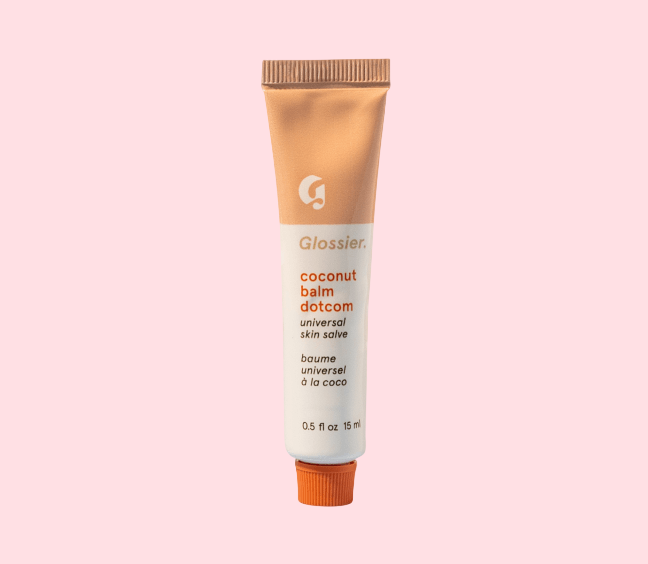 G
Glossier.
coconut
balm
dotcom
universal
skin salve
baume
universel
à la coco
0.5 fl oz 15 ml